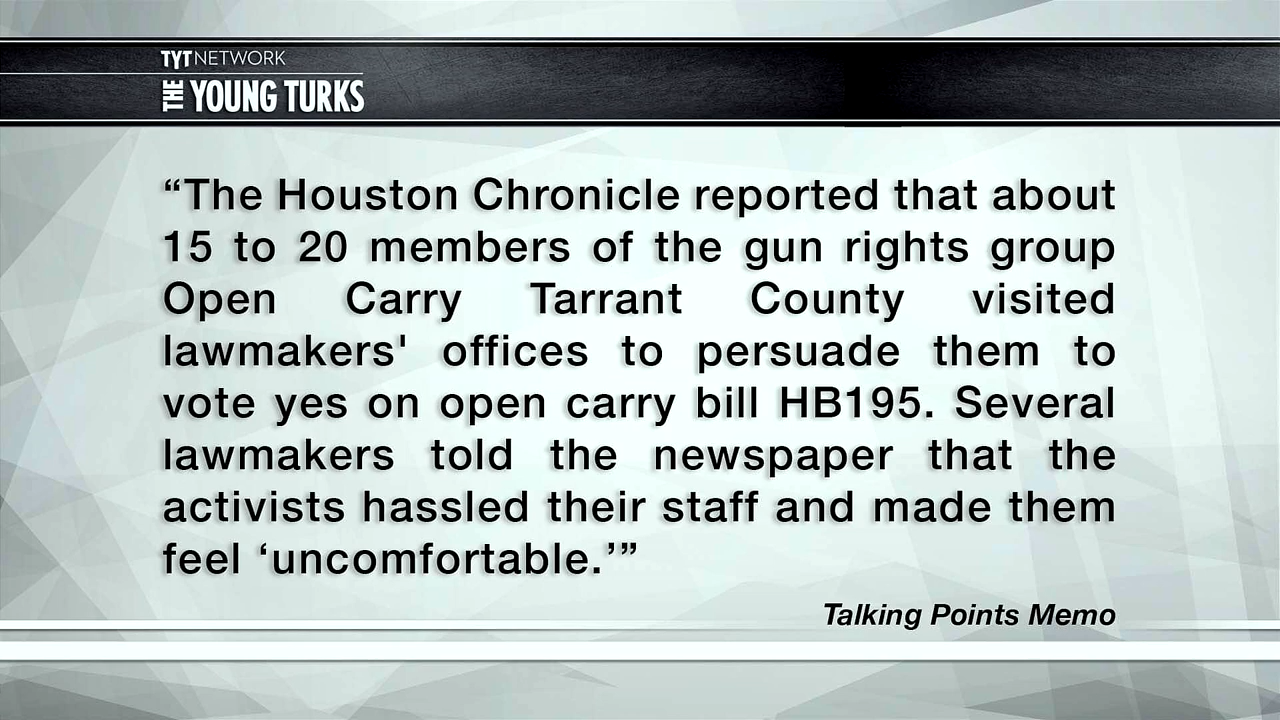 TYT NETWORK
THE YOUNG TURKS
“The Houston Chronicle reported that about
15 to 20 members of the gun rights group
Open Carry Tarrant County visited
lawmakers' offices to persuade them to
vote yes on open carry bill HB195. Several
lawmakers told the newspaper that the
activists hassled their staff and made them
feel ‘uncomfortable.’”
Talking Points Memo